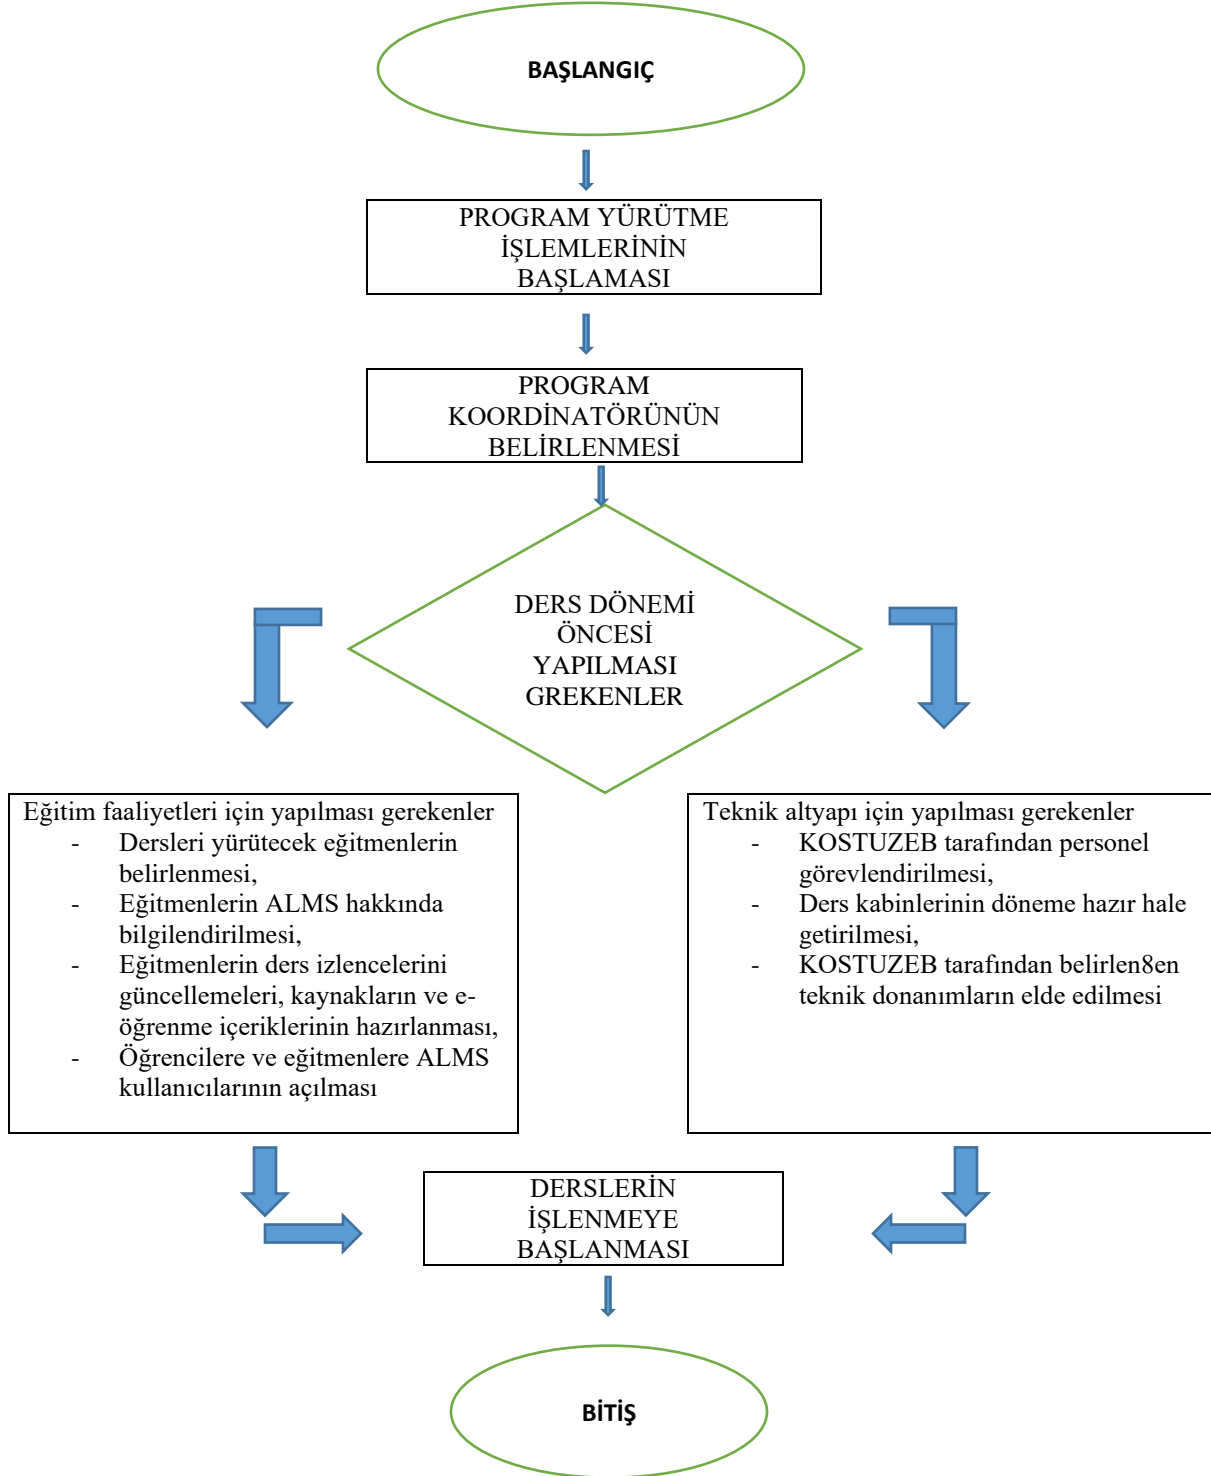 BAŞLANGIÇ
PROGRAM YÜRÜTME
İŞLEMLERİNİN
BAŞLAMASI
PROGRAM
KOORDİNATÖRÜNÜN
BELİRLENMESİ
DERS DÖNEMİ
ÖNCESİ
YAPILMASI
GREKENLER
Eğitim faaliyetleri için yapılması gerekenler
- Dersleri yürütecek eğitmenlerin
belirlenmesi,
- Eğitmenlerin ALMS hakkında
bilgilendirilmesi,
- Eğitmenlerin ders izlencelerini
güncellemeleri, kaynakların ve e-
öğrenme içeriklerinin hazırlanması,
- Öğrencilere ve eğitmenlere ALMS
kullanıcılarının açılması
Teknik altyapı için yapılması gerekenler
- KOSTUZEB tarafından personel
görevlendirilmesi,
- Ders kabinlerinin döneme hazır hale
getirilmesi,
- KOSTUZEB tarafından belirlen8en
teknik donanımların elde edilmesi
DERSLERİN
İŞLENMEYE
BAŞLANMASI
BİTİŞ